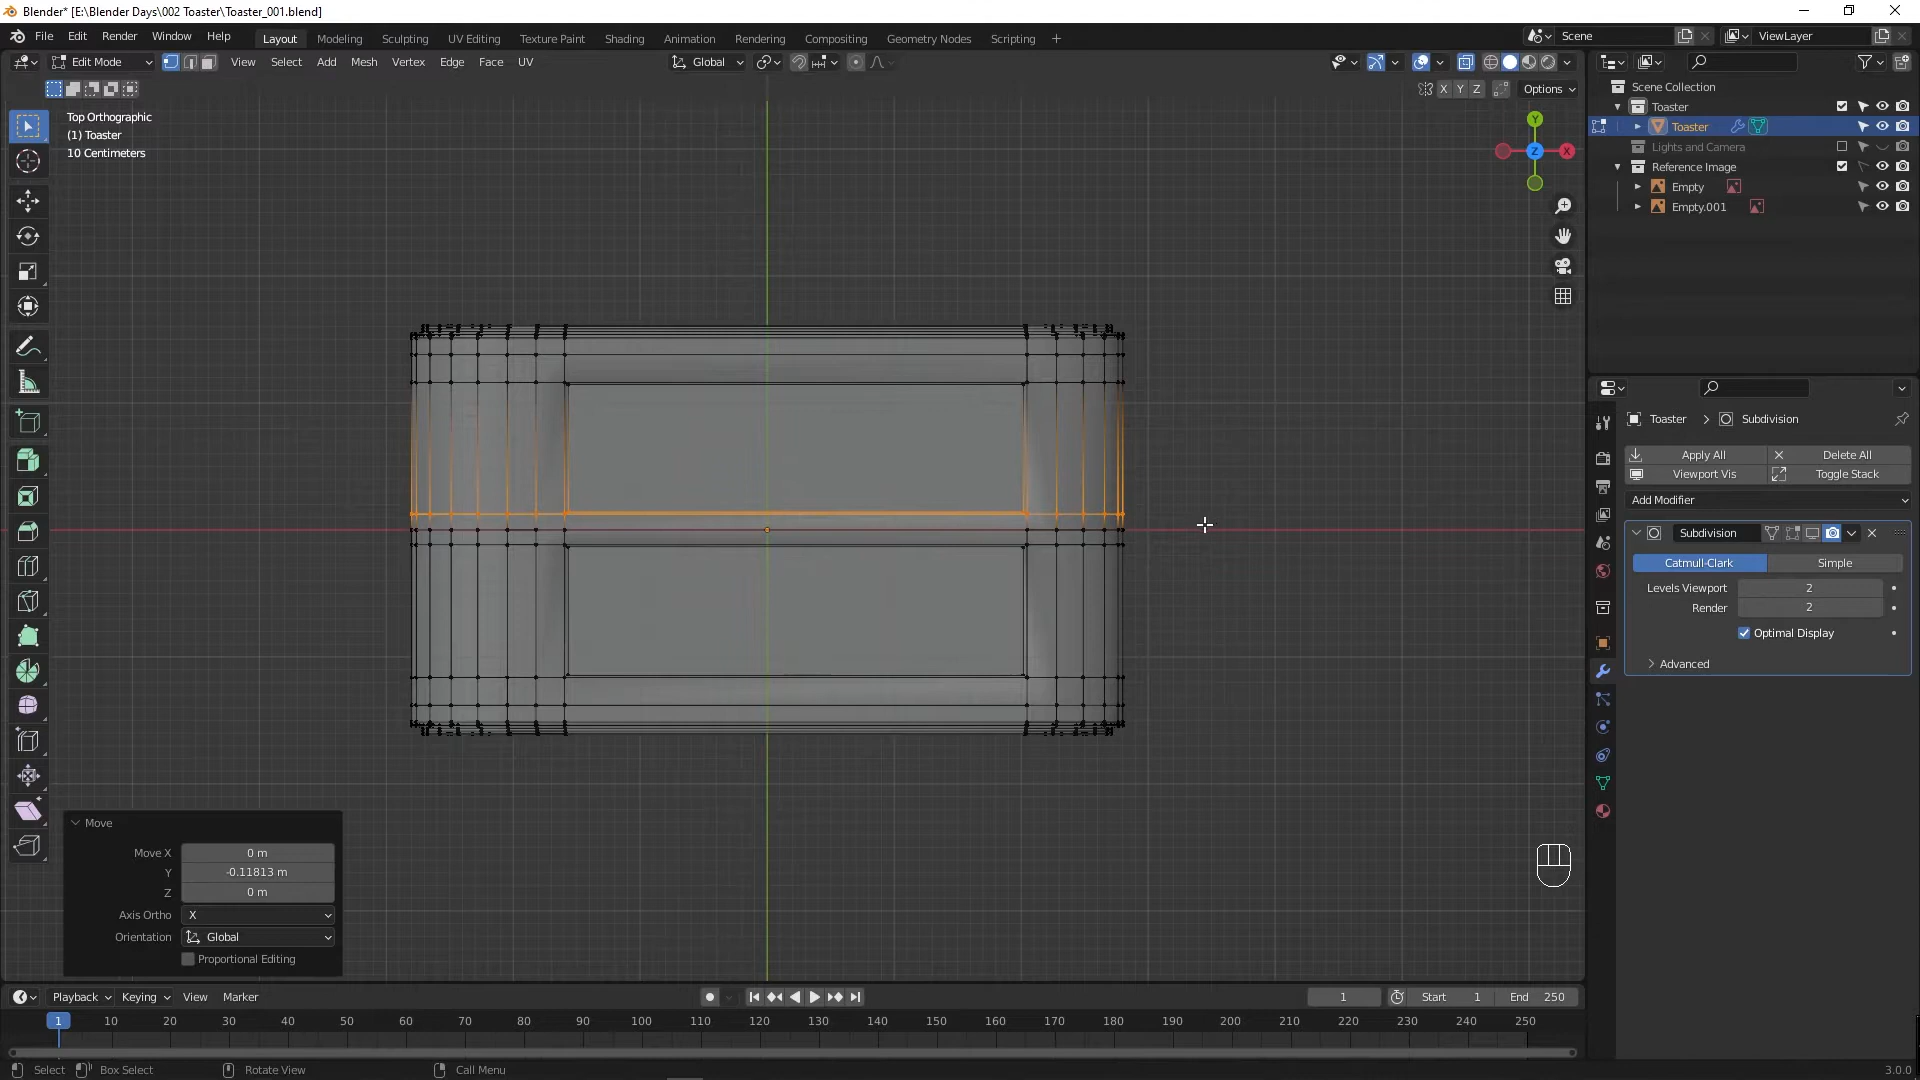 Blender* [E:\Blender Days\002 Toaster\Toaster_001.blend]
File Edit Render Window Help Layout Modeling Sculpting UV Editing Texture Paint Shading Animation Rendering Compositing Geometry Nodes Scripting + Scene ViewLayer
Edit Mode View Select Add Mesh Vertex Edge Face UV Global
X Y Z Options
Top Orthographic
(1) Toaster
10 Centimeters
Y
Z X
Scene Collection
Toaster
Toaster
Lights and Camera
Reference Image
Empty
Empty.001
Toaster > Subdivision
Apply All Delete All
Viewport Vis Toggle Stack
Add Modifier
Subdivision
Catmull-Clark Simple
Levels Viewport 2
Render 2
Optimal Display
Advanced
Move
Move X 0 m
Y -0.11813 m
Z 0 m
Axis Ortho X
Orientation Global
Proportional Editing
Playback Keying View Marker 1 Start 1 End 250
1 10 20 30 40 50 60 70 80 90 100 110 120 130 140 150 160 170 180 190 200 210 220 230 240 250
Select Box Select Rotate View Call Menu 3.0.0